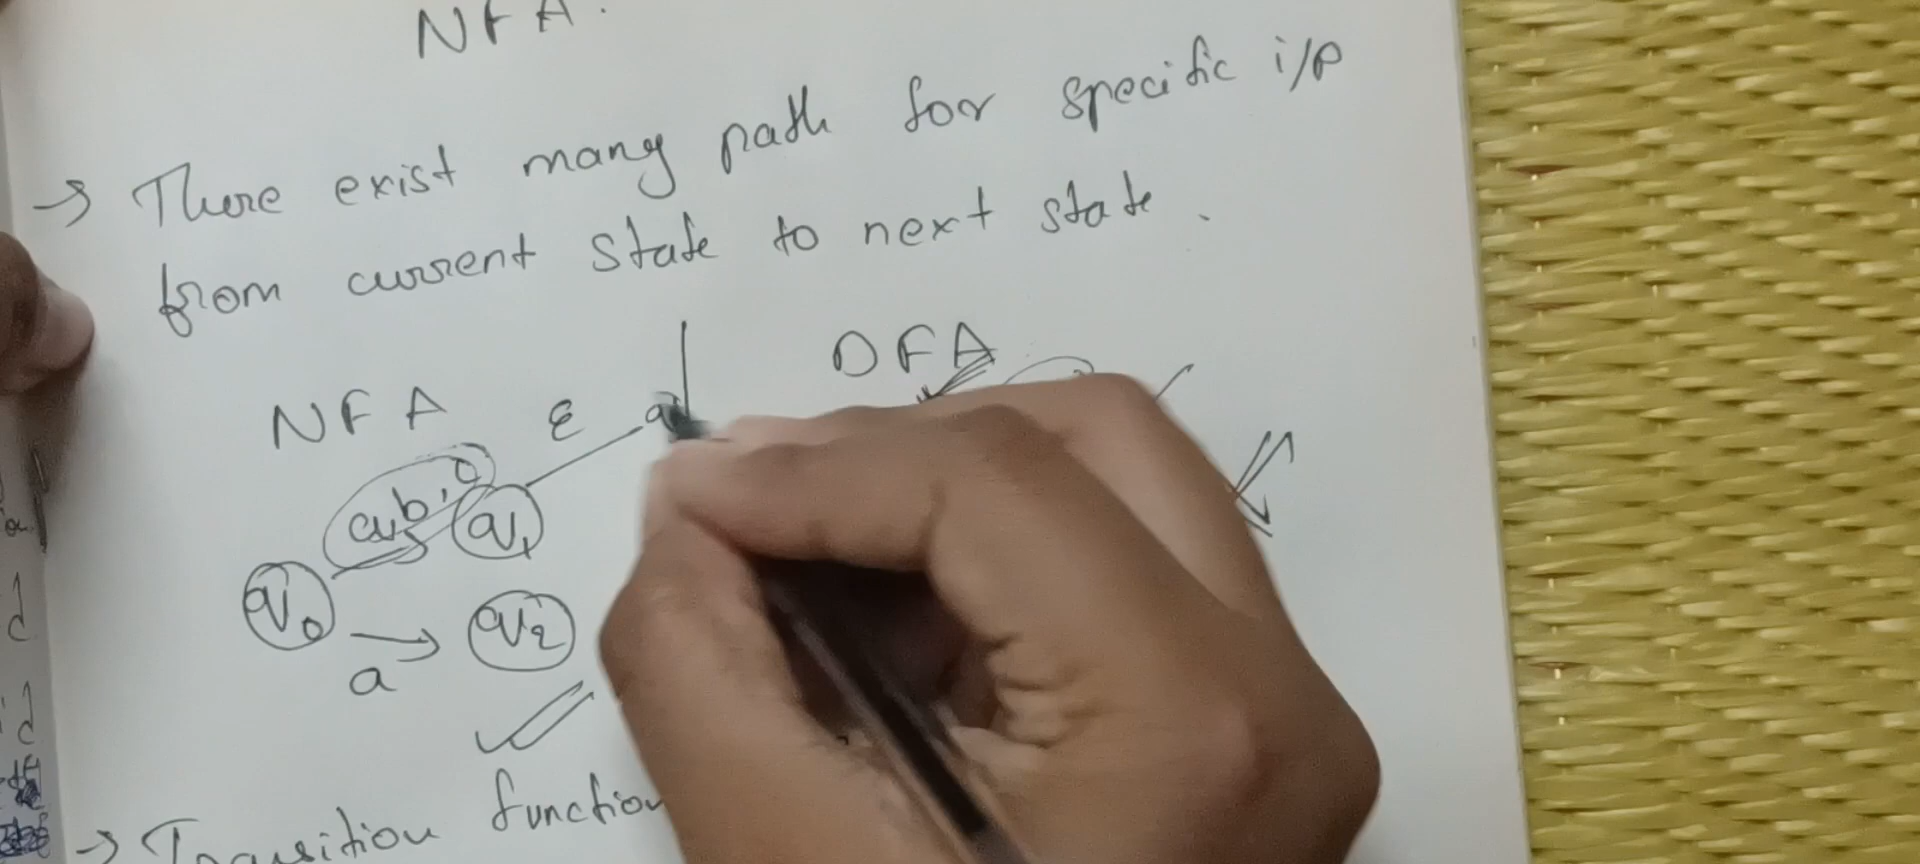 NFA.
→ There exist many path for specific i/p
from current state to next state.
DFA
NFA ε a
a,b,c
q1
q0
a → q2
→ Transition function